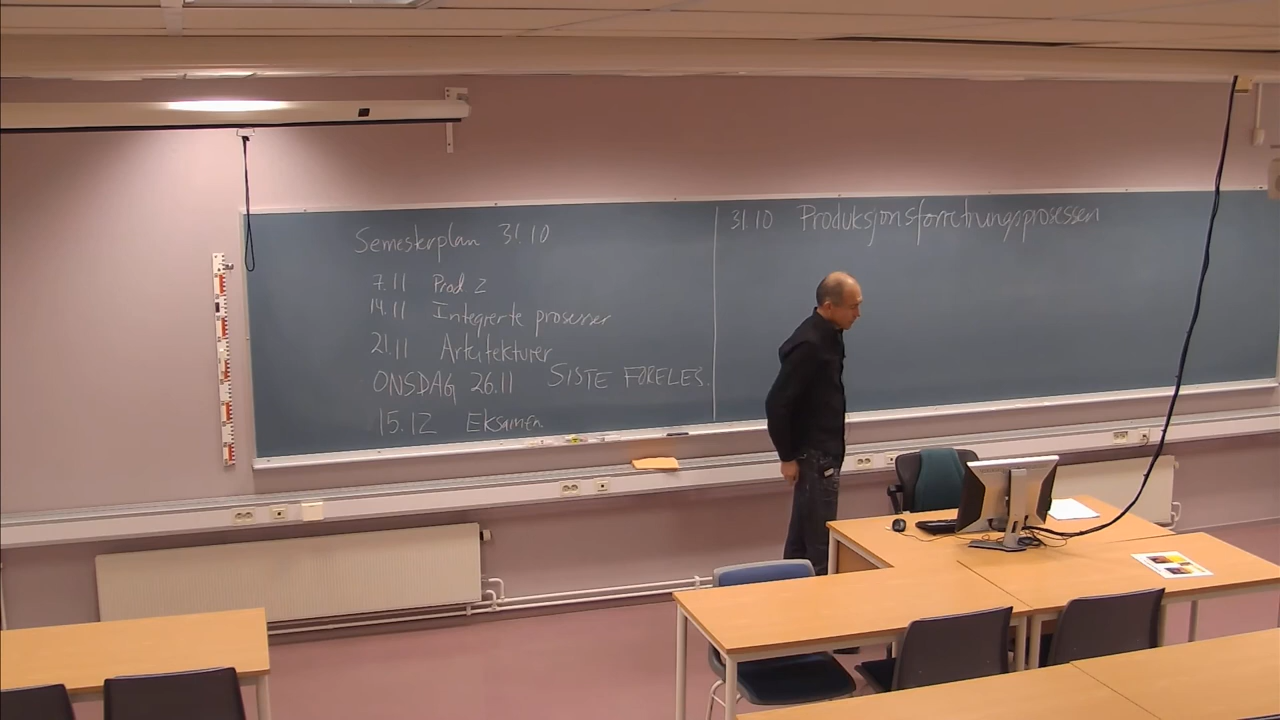 Semesterplan 31.10
7.11 Prod 2
14.11 Integrerte prosesser
21.11 Arkitekturer
ONSDAG 26.11 SISTE FORELES.
15.12 Eksamen
31.10 Produksjonsforretningsprosessen